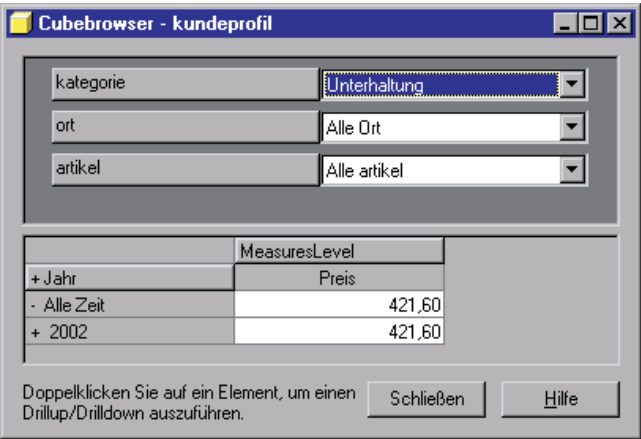 Cubebrowser - kundeprofil
kategorie Unterhaltung
ort Alle Ort
artikel Alle artikel
MeasuresLevel
+ Jahr Preis
- Alle Zeit 421,60
+ 2002 421,60
Doppelklicken Sie auf ein Element, um einen
Drillup/Drilldown auszuführen.
Schließen Hilfe